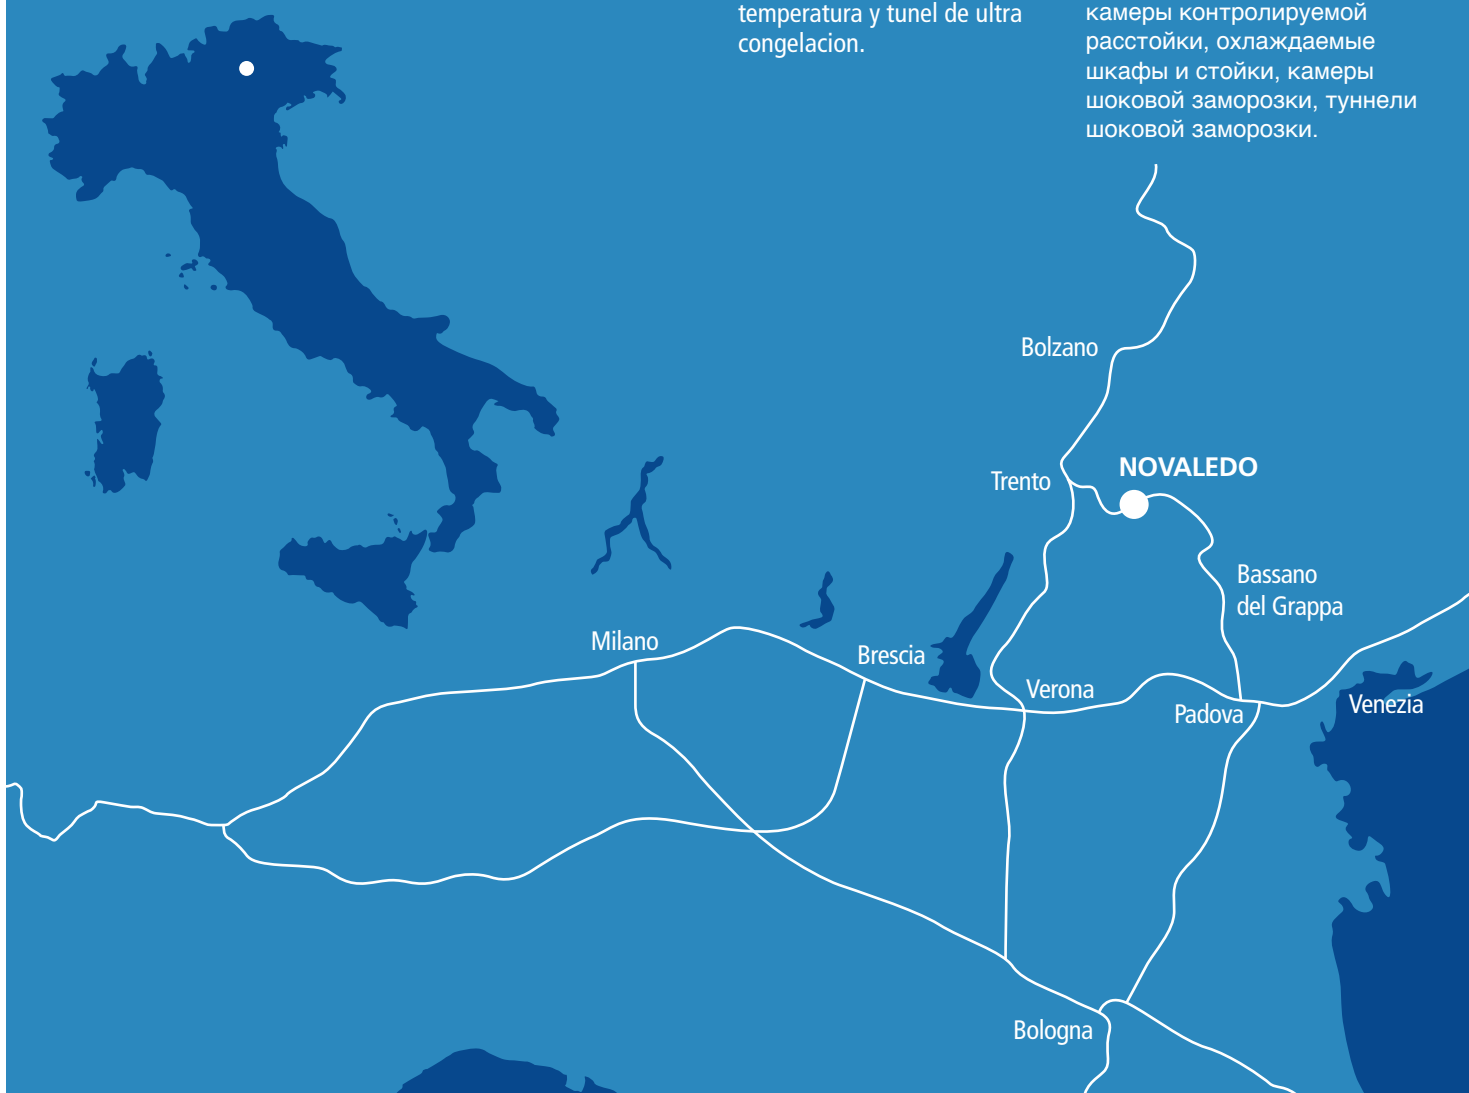 temperatura y tunel de ultra
congelacion.
камеры контролируемой
расстойки, охлаждаемые
шкафы и стойки, камеры
шоковой заморозки, туннели
шоковой заморозки.
Bolzano
Trento
NOVALEDO
Bassano
del Grappa
Milano
Brescia
Verona
Padova
Venezia
Bologna